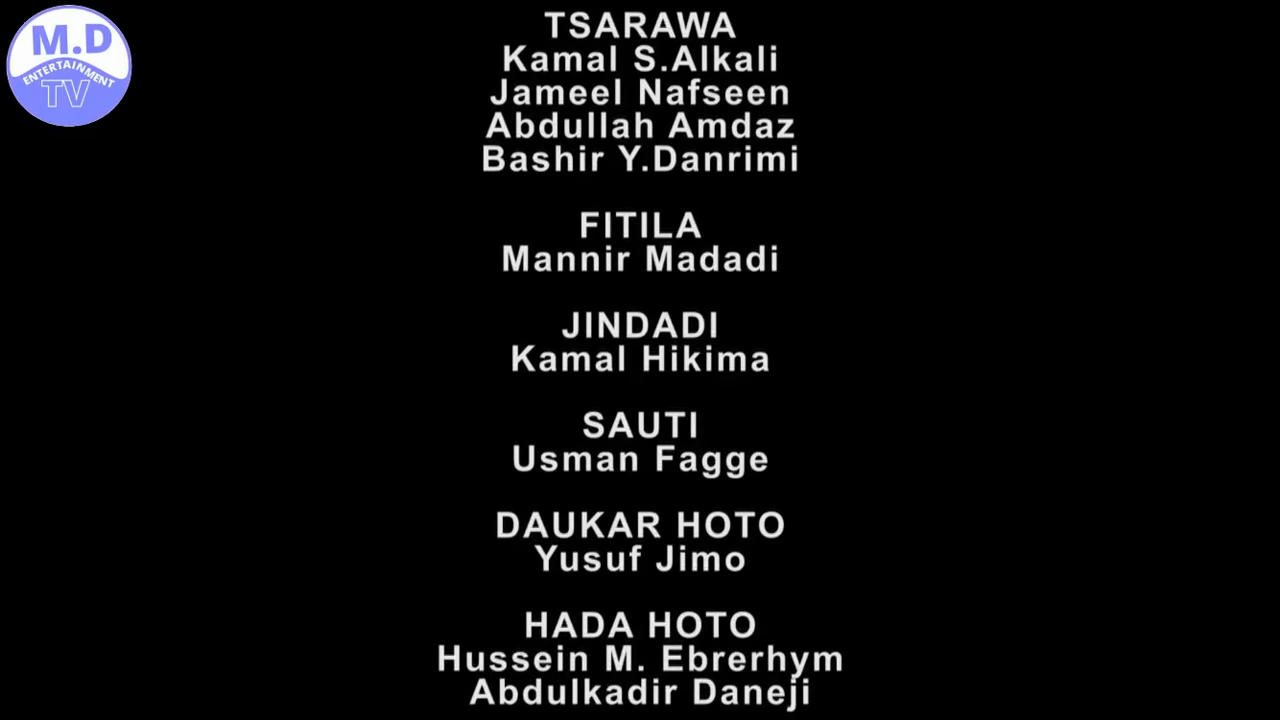 M.D
ENTERTAINMENT
TV
TSARAWA
Kamal S.Alkali
Jameel Nafseen
Abdullah Amdaz
Bashir Y.Danrimi
FITILA
Mannir Madadi
JINDADI
Kamal Hikima
SAUTI
Usman Fagge
DAUKAR HOTO
Yusuf Jimo
HADA HOTO
Hussein M. Ebrerhym
Abdulkadir Daneji